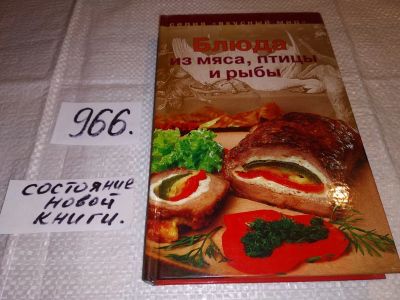 СЕРИЯ «ВКУСНЫЙ МИР»
Блюда
из мяса, птицы
и рыбы
966.
СОСТОЯНИЕ
НОВОЙ
КНИГИ.